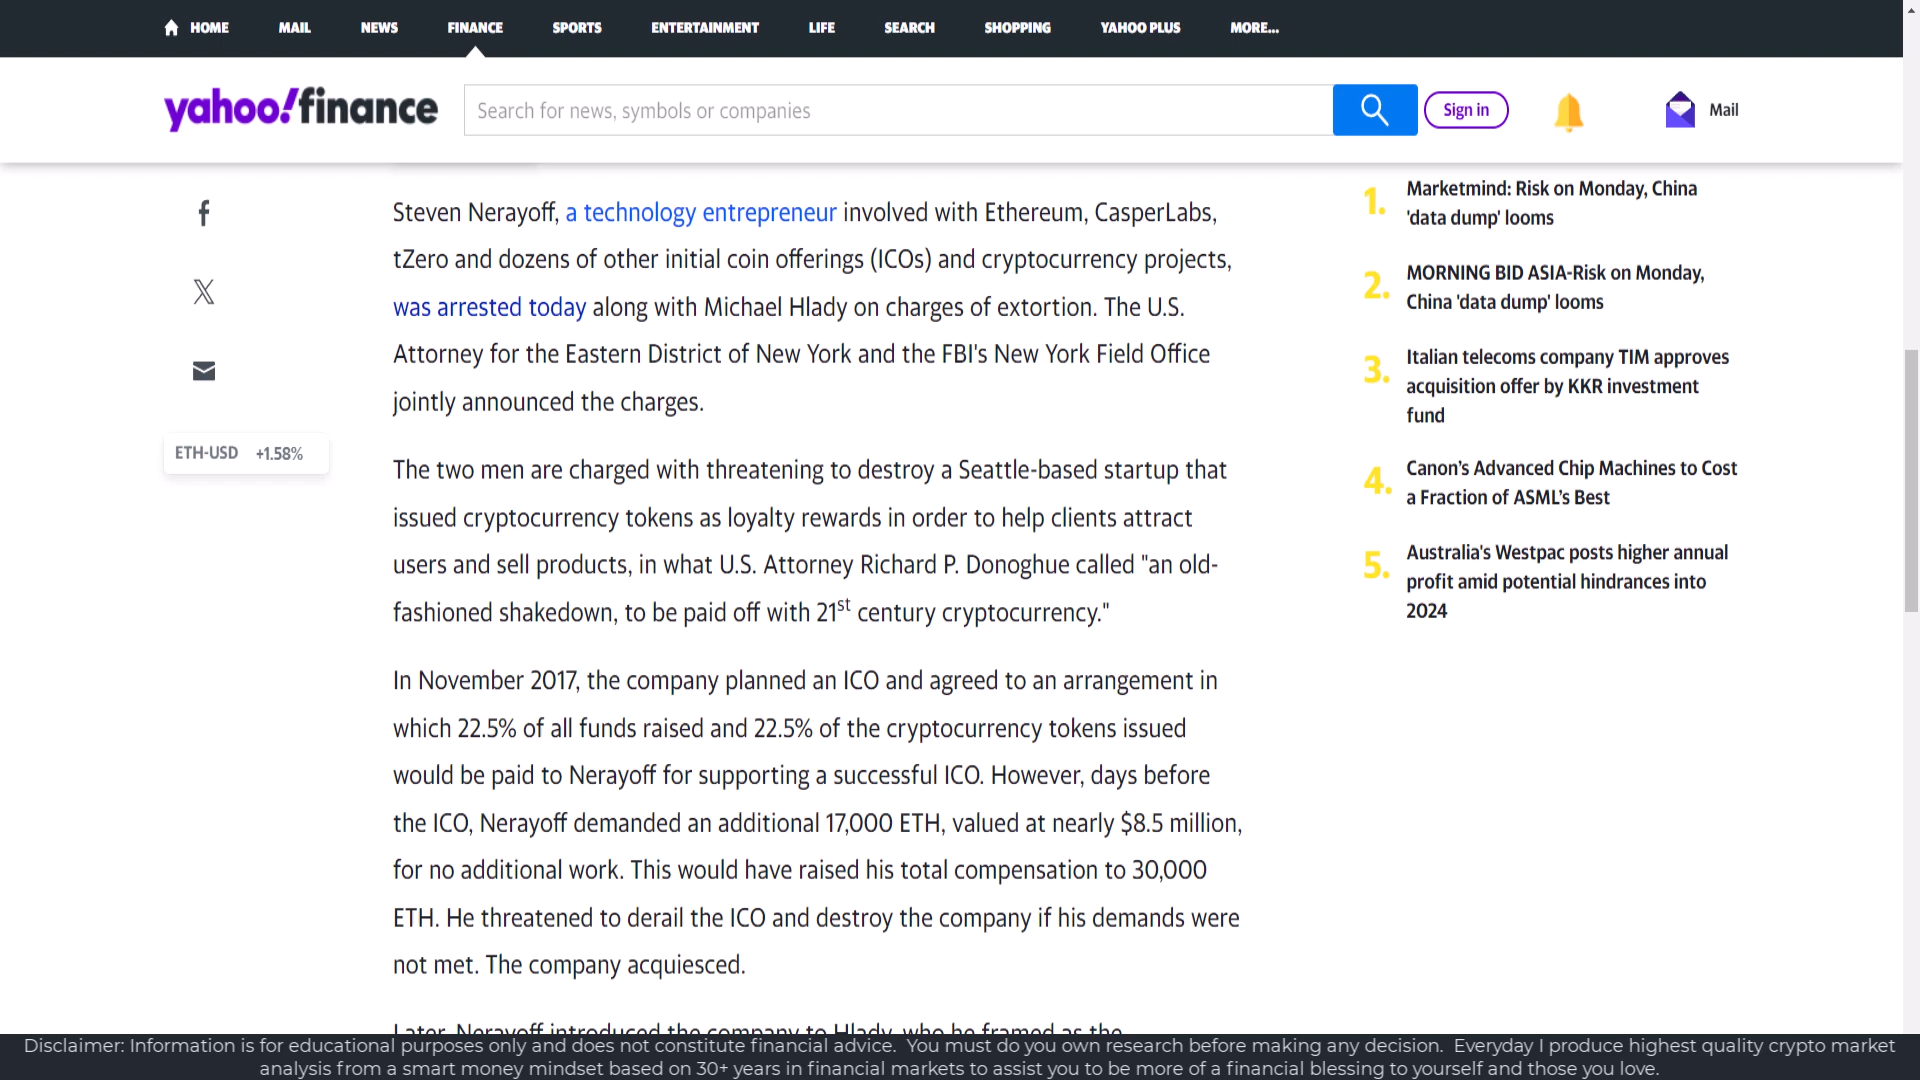 HOME MAIL NEWS FINANCE SPORTS ENTERTAINMENT LIFE SEARCH SHOPPING YAHOO PLUS MORE...
yahoo!finance
Search for news, symbols or companies
Sign in
Mail
ETH-USD +1.58%
Steven Nerayoff, a technology entrepreneur involved with Ethereum, CasperLabs,
tZero and dozens of other initial coin offerings (ICOs) and cryptocurrency projects,
was arrested today along with Michael Hlady on charges of extortion. The U.S.
Attorney for the Eastern District of New York and the FBI's New York Field Office
jointly announced the charges.
The two men are charged with threatening to destroy a Seattle-based startup that
issued cryptocurrency tokens as loyalty rewards in order to help clients attract
users and sell products, in what U.S. Attorney Richard P. Donoghue called "an old-
fashioned shakedown, to be paid off with 21st century cryptocurrency."
In November 2017, the company planned an ICO and agreed to an arrangement in
which 22.5% of all funds raised and 22.5% of the cryptocurrency tokens issued
would be paid to Nerayoff for supporting a successful ICO. However, days before
the ICO, Nerayoff demanded an additional 17,000 ETH, valued at nearly $8.5 million,
for no additional work. This would have raised his total compensation to 30,000
ETH. He threatened to derail the ICO and destroy the company if his demands were
not met. The company acquiesced.
Later, Nerayoff introduced the company to Hlady, who he framed as the
1. Marketmind: Risk on Monday, China
'data dump' looms
2. MORNING BID ASIA-Risk on Monday,
China 'data dump' looms
3. Italian telecoms company TIM approves
acquisition offer by KKR investment
fund
4. Canon’s Advanced Chip Machines to Cost
a Fraction of ASML’s Best
5. Australia's Westpac posts higher annual
profit amid potential hindrances into
2024
Disclaimer: Information is for educational purposes only and does not constitute financial advice. You must do you own research before making any decision. Everyday I produce highest quality crypto market
analysis from a smart money mindset based on 30+ years in financial markets to assist you to be more of a financial blessing to yourself and those you love.